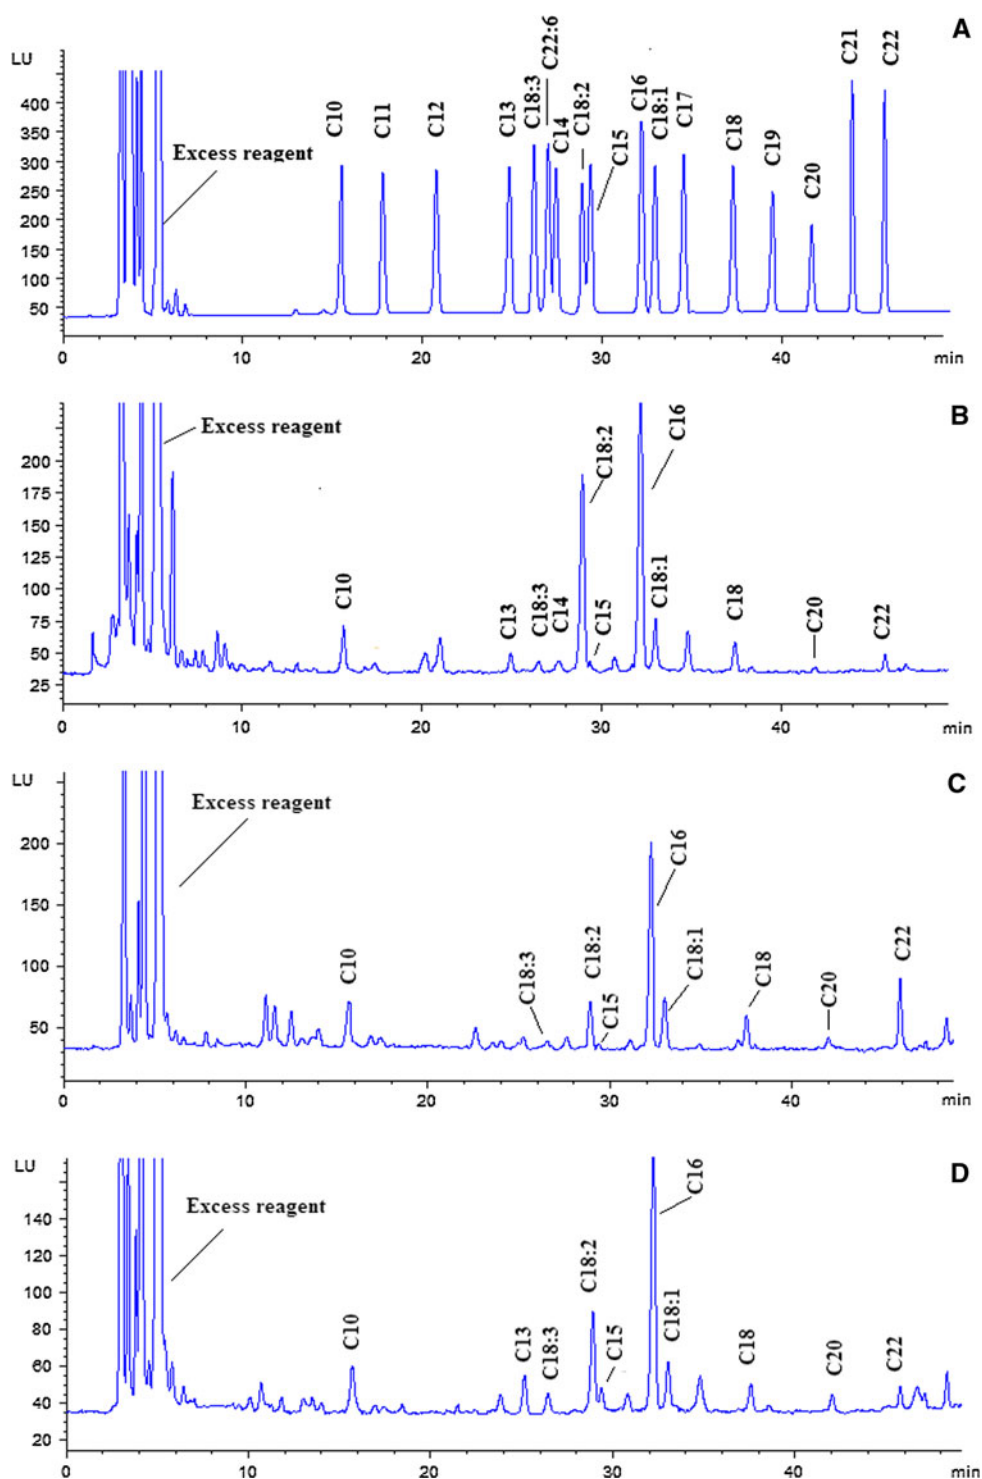 A
LU
C10
C11
C12
C13
C18:3
C22:6
C14
C18:2
C15
C16
C18:1
C17
C18
C19
C20
C21
C22
Excess reagent
400
350
300
250
200
150
100
50
0 10 20 30 40 min
B
Excess reagent
C10
C13
C18:3
C14
C18:2
C15
C16
C18:1
C18
C20
C22
200
175
150
125
100
75
50
25
0 10 20 30 40 min
LU
C
Excess reagent
C10
C18:3
C18:2
C15
C16
C18:1
C18
C20
C22
200
150
100
50
0 10 20 30 40 min
LU
D
Excess reagent
C10
C13
C18:3
C18:2
C15
C16
C18:1
C18
C20
C22
140
120
100
80
60
40
20
0 10 20 30 40 min